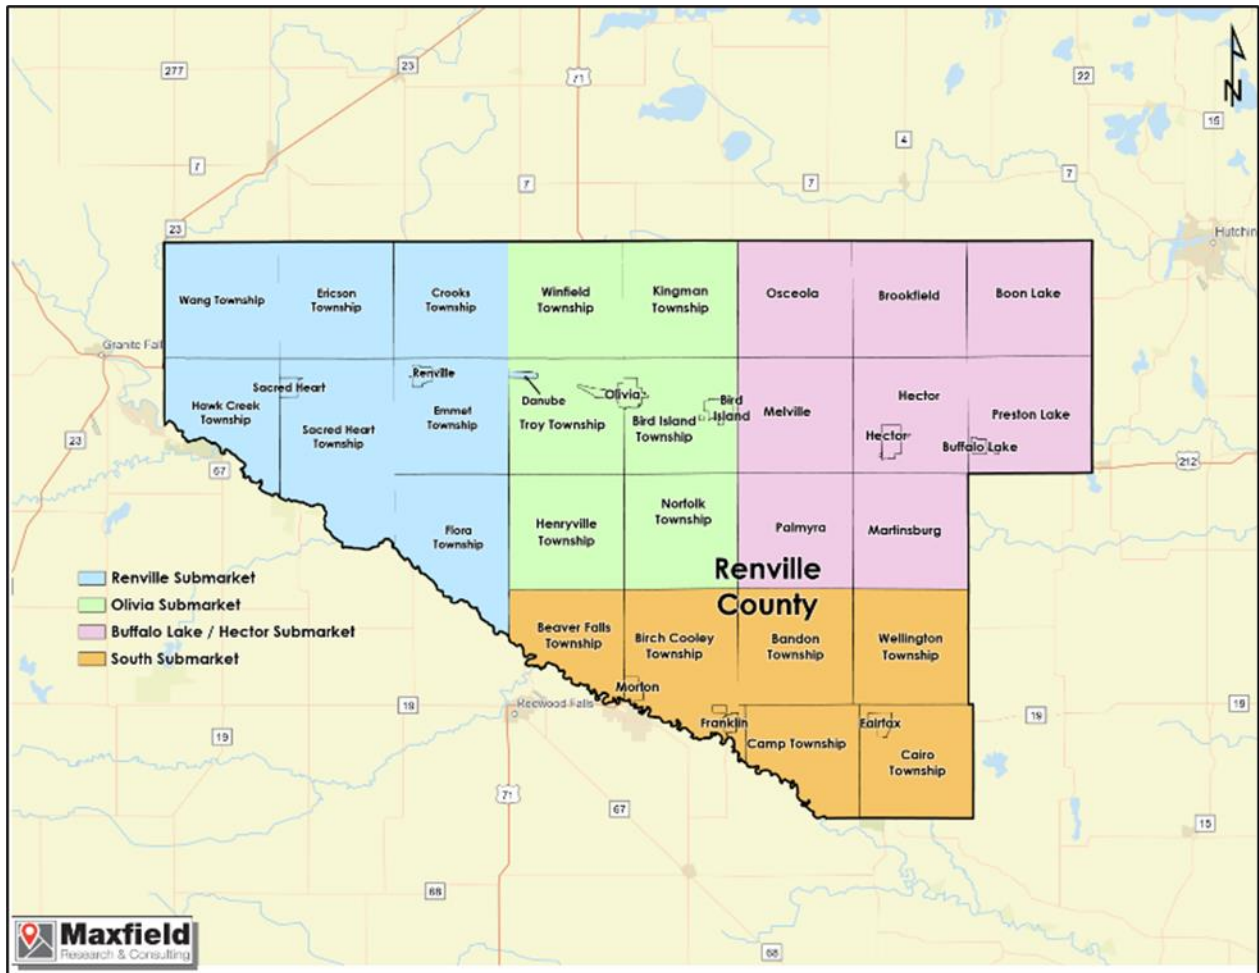 277
23
71
22
15
7
7
4
7
7
23
Hutchin
Wang Township
Ericson
Township
Crooks
Township
Winfield
Township
Kingman
Township
Osceola
Brookfield
Boon Lake
Granite Fall
Sacred Heart
Renville
Danube
Olivia
Bird
Island
Hawk Creek
Township
Sacred Heart
Township
Emmet
Township
Troy Township
Bird Island
Township
Melville
Hector
Preston Lake
Hector
Buffalo Lake
23
67
212
Flora
Township
Henryville
Township
Norfolk
Township
Palmyra
Martinsburg
Renville
County
Renville Submarket
Olivia Submarket
Buffalo Lake / Hector Submarket
South Submarket
Beaver Falls
Township
Birch Cooley
Township
Bandon
Township
Wellington
Township
Morton
Redwood Falls
Franklin
Fairfax
Camp Township
Cairo
Township
19
19
19
19
71
67
15
68
68
N
Maxfield
Research & Consulting